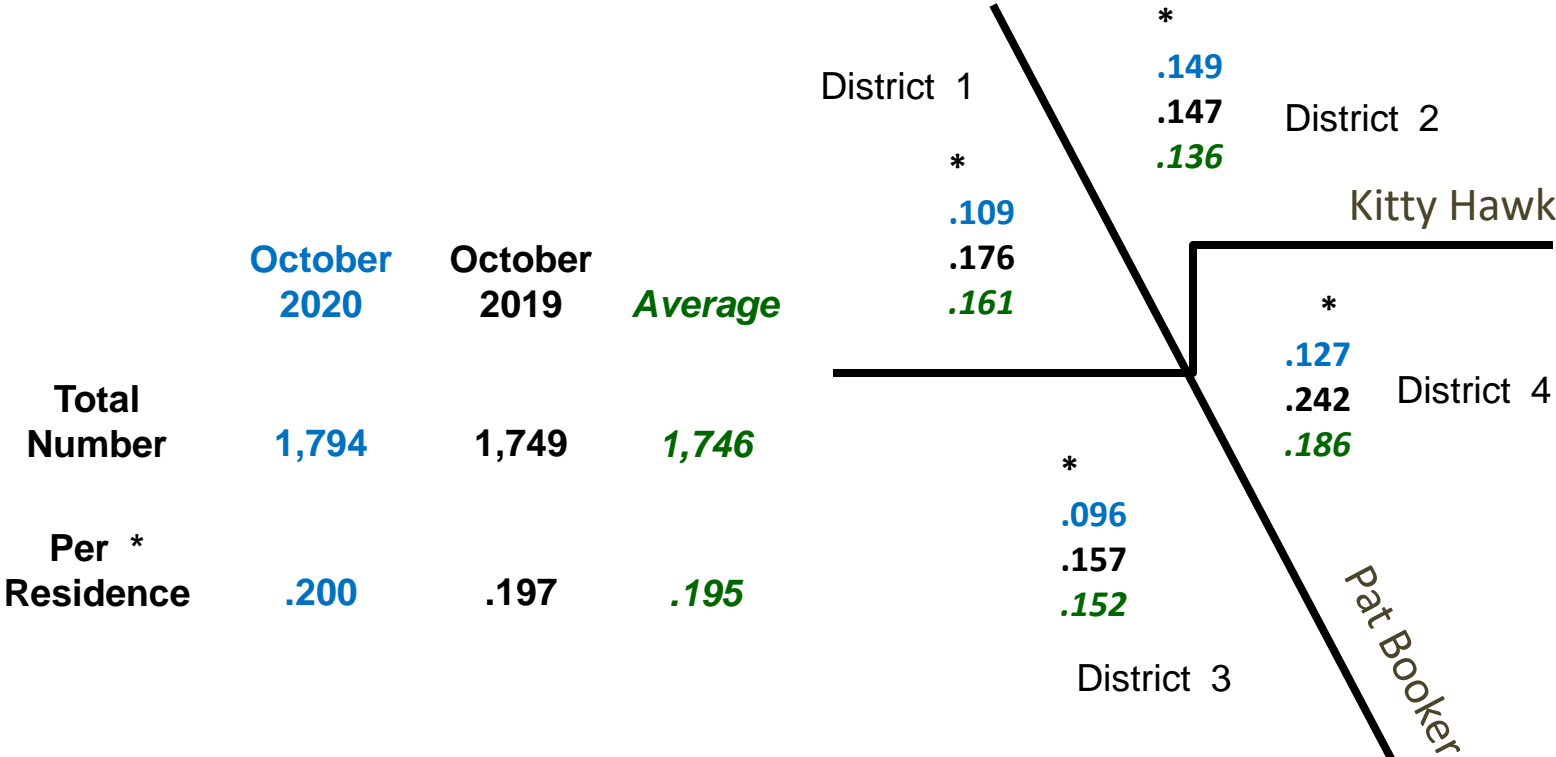 October October
2020 2019 Average
Total
Number 1,794 1,749 1,746
Per *
Residence .200 .197 .195
District 1
*
.109
.176
.161
*
.149
.147
.136
District 2
Kitty Hawk
*
.127
.242
.186
District 4
*
.096
.157
.152
District 3
Pat Booker